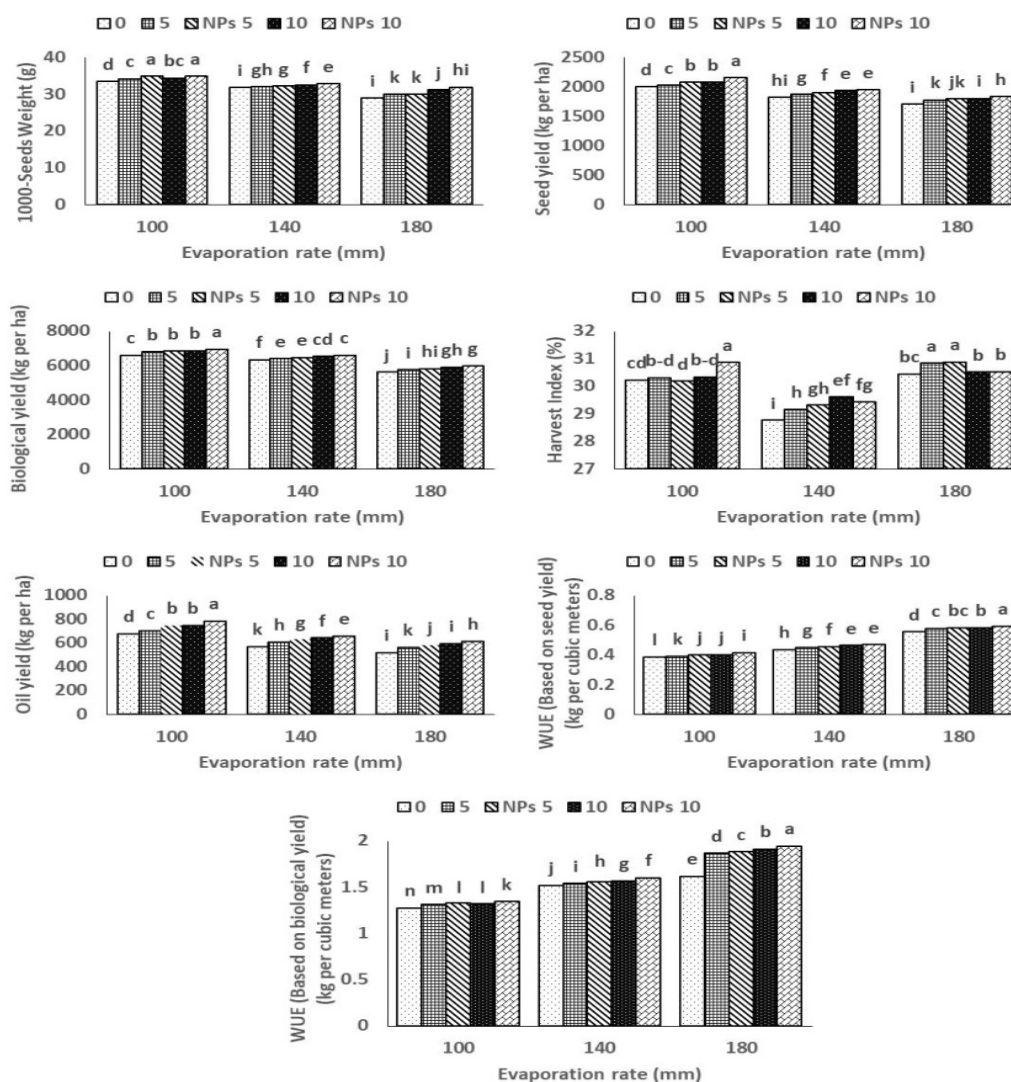 0 5 NPs 5 10 NPs 10
d c a bc a i gh g f e i k k j hi
1000-Seeds Weight (g)
40
30
20
10
0
100 140 180
Evaporation rate (mm)
0 5 NPs 5 10 NPs 10
d c b b a hi g f e e i k jk i h
Seed yield (kg per ha)
2500
2000
1500
1000
500
0
100 140 180
Evaporation rate (mm)
0 5 NPs 5 10 NPs 10
c b b b a f e e cd c j i hi gh g
Biological yield (kg per ha)
8000
6000
4000
2000
0
100 140 180
Evaporation rate (mm)
0 5 NPs 5 10 NPs 10
cd b-d d b-d a i h gh ef fg bc a a b b
Harvest Index (%)
32
31
30
29
28
27
100 140 180
Evaporation rate (mm)
0 5 NPs 5 10 NPs 10
d c b b a k h g f e i k j i h
Oil yield (kg per ha)
1000
800
600
400
200
0
100 140 180
Evaporation rate (mm)
0 5 NPs 5 10 NPs 10
l k j j i h g f e e d c bc b a
WUE (Based on seed yield)
(kg per cubic meters)
0.8
0.6
0.4
0.2
0
100 140 180
Evaporation rate (mm)
0 5 NPs 5 10 NPs 10
n m l l k j i h g f e d c b a
WUE (Based on biological yield)
(kg per cubic meters)
2
1.5
1
0.5
0
100 140 180
Evaporation rate (mm)